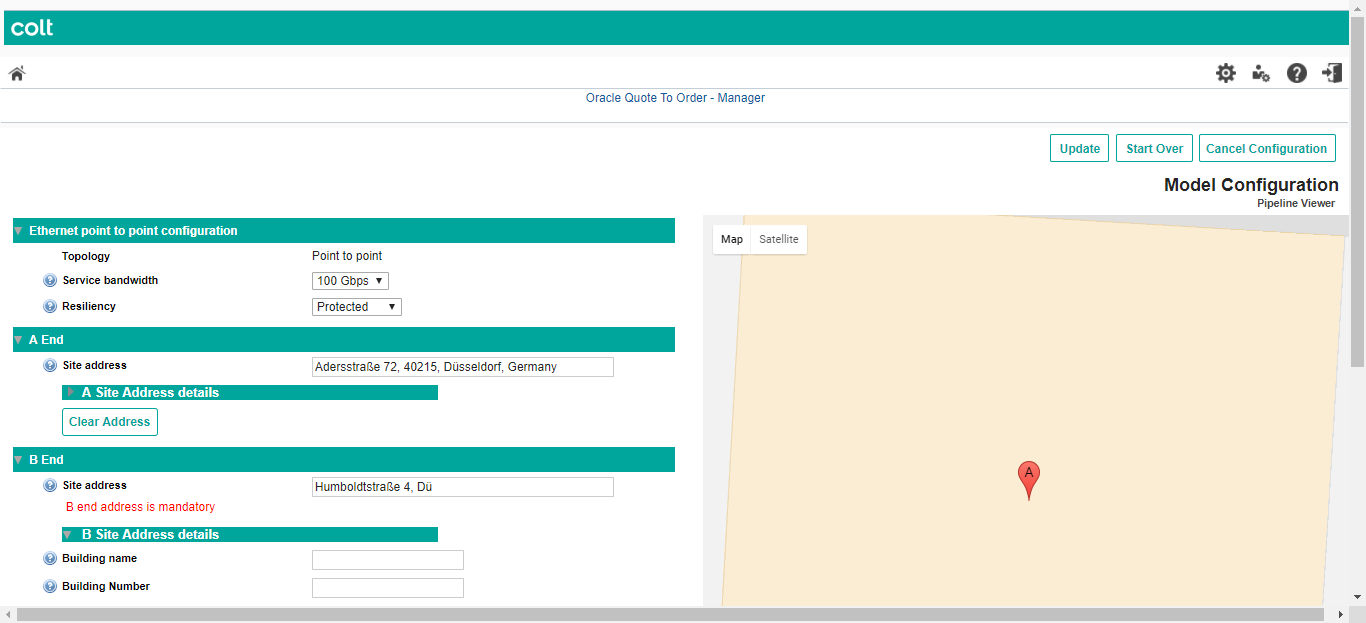 colt
Oracle Quote To Order - Manager
Update Start Over Cancel Configuration
Model Configuration
Pipeline Viewer
Ethernet point to point configuration
Topology Point to point
Service bandwidth 100 Gbps
Resiliency Protected
A End
Site address Adersstraße 72, 40215, Düsseldorf, Germany
A Site Address details
Clear Address
B End
Site address Humboldtstraße 4, Dü
B end address is mandatory
B Site Address details
Building name
Building Number
Map Satellite
A